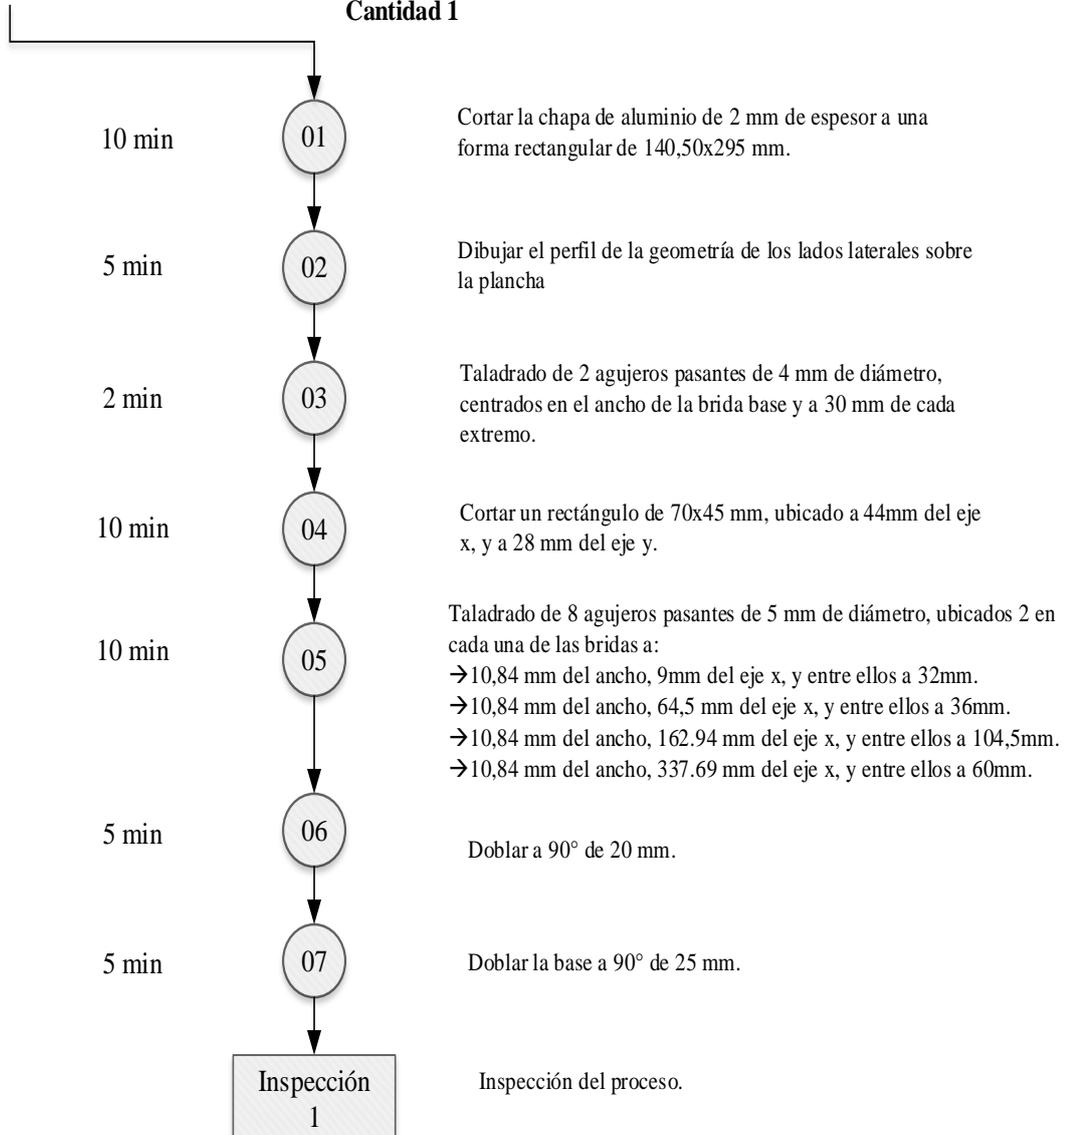 Cantidad 1
10 min
01
Cortar la chapa de aluminio de 2 mm de espesor a una
forma rectangular de 140,50x295 mm.
5 min
02
Dibujar el perfil de la geometría de los lados laterales sobre
la plancha
2 min
03
Taladrado de 2 agujeros pasantes de 4 mm de diámetro,
centrados en el ancho de la brida base y a 30 mm de cada
extremo.
10 min
04
Cortar un rectángulo de 70x45 mm, ubicado a 44mm del eje
x, y a 28 mm del eje y.
10 min
05
Taladrado de 8 agujeros pasantes de 5 mm de diámetro, ubicados 2 en
cada una de las bridas a:
→10,84 mm del ancho, 9mm del eje x, y entre ellos a 32mm.
→10,84 mm del ancho, 64,5 mm del eje x, y entre ellos a 36mm.
→10,84 mm del ancho, 162.94 mm del eje x, y entre ellos a 104,5mm.
→10,84 mm del ancho, 337.69 mm del eje x, y entre ellos a 60mm.
5 min
06
Doblar a 90° de 20 mm.
5 min
07
Doblar la base a 90° de 25 mm.
Inspección
1
Inspección del proceso.